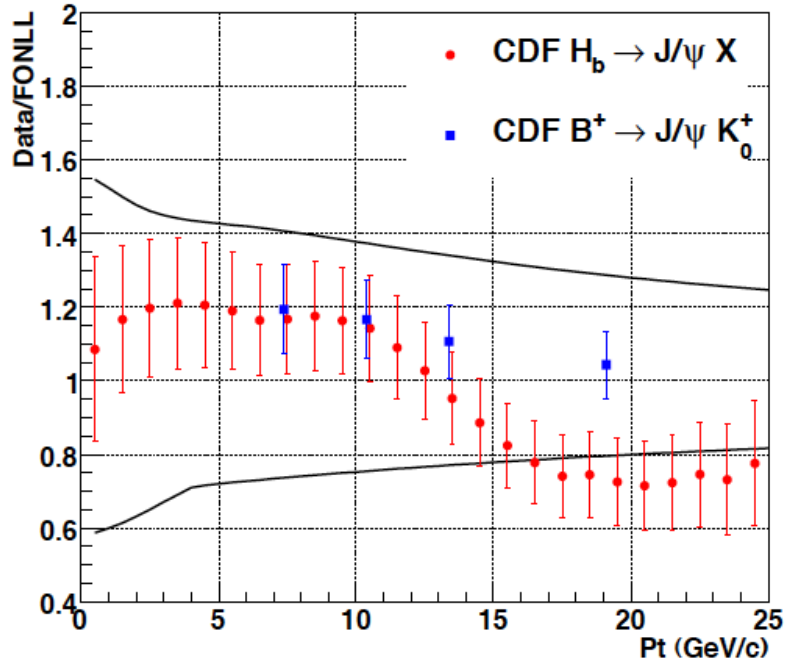 2
1.8
1.6
1.4
1.2
1
0.8
0.6
0.4
Data/FONLL
CDF H_b → J/ψ X
CDF B⁺ → J/ψ K₀⁺
0 5 10 15 20 25
Pt (GeV/c)